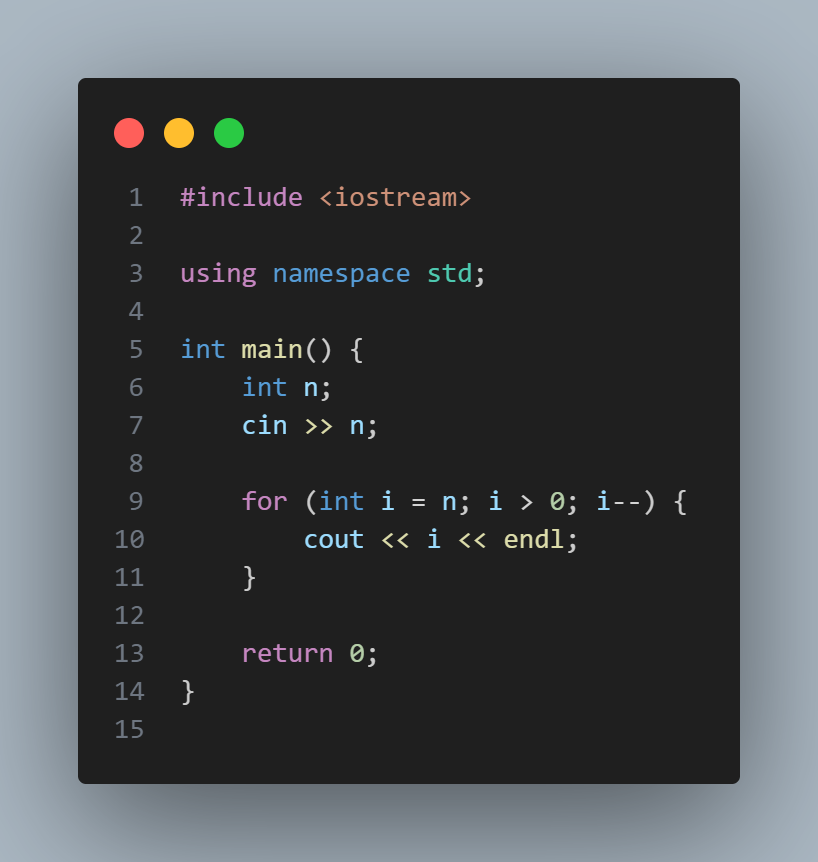 1 #include <iostream>
2
3 using namespace std;
4
5 int main() {
6     int n;
7     cin >> n;
8
9     for (int i = n; i > 0; i--) {
10         cout << i << endl;
11     }
12
13     return 0;
14 }
15